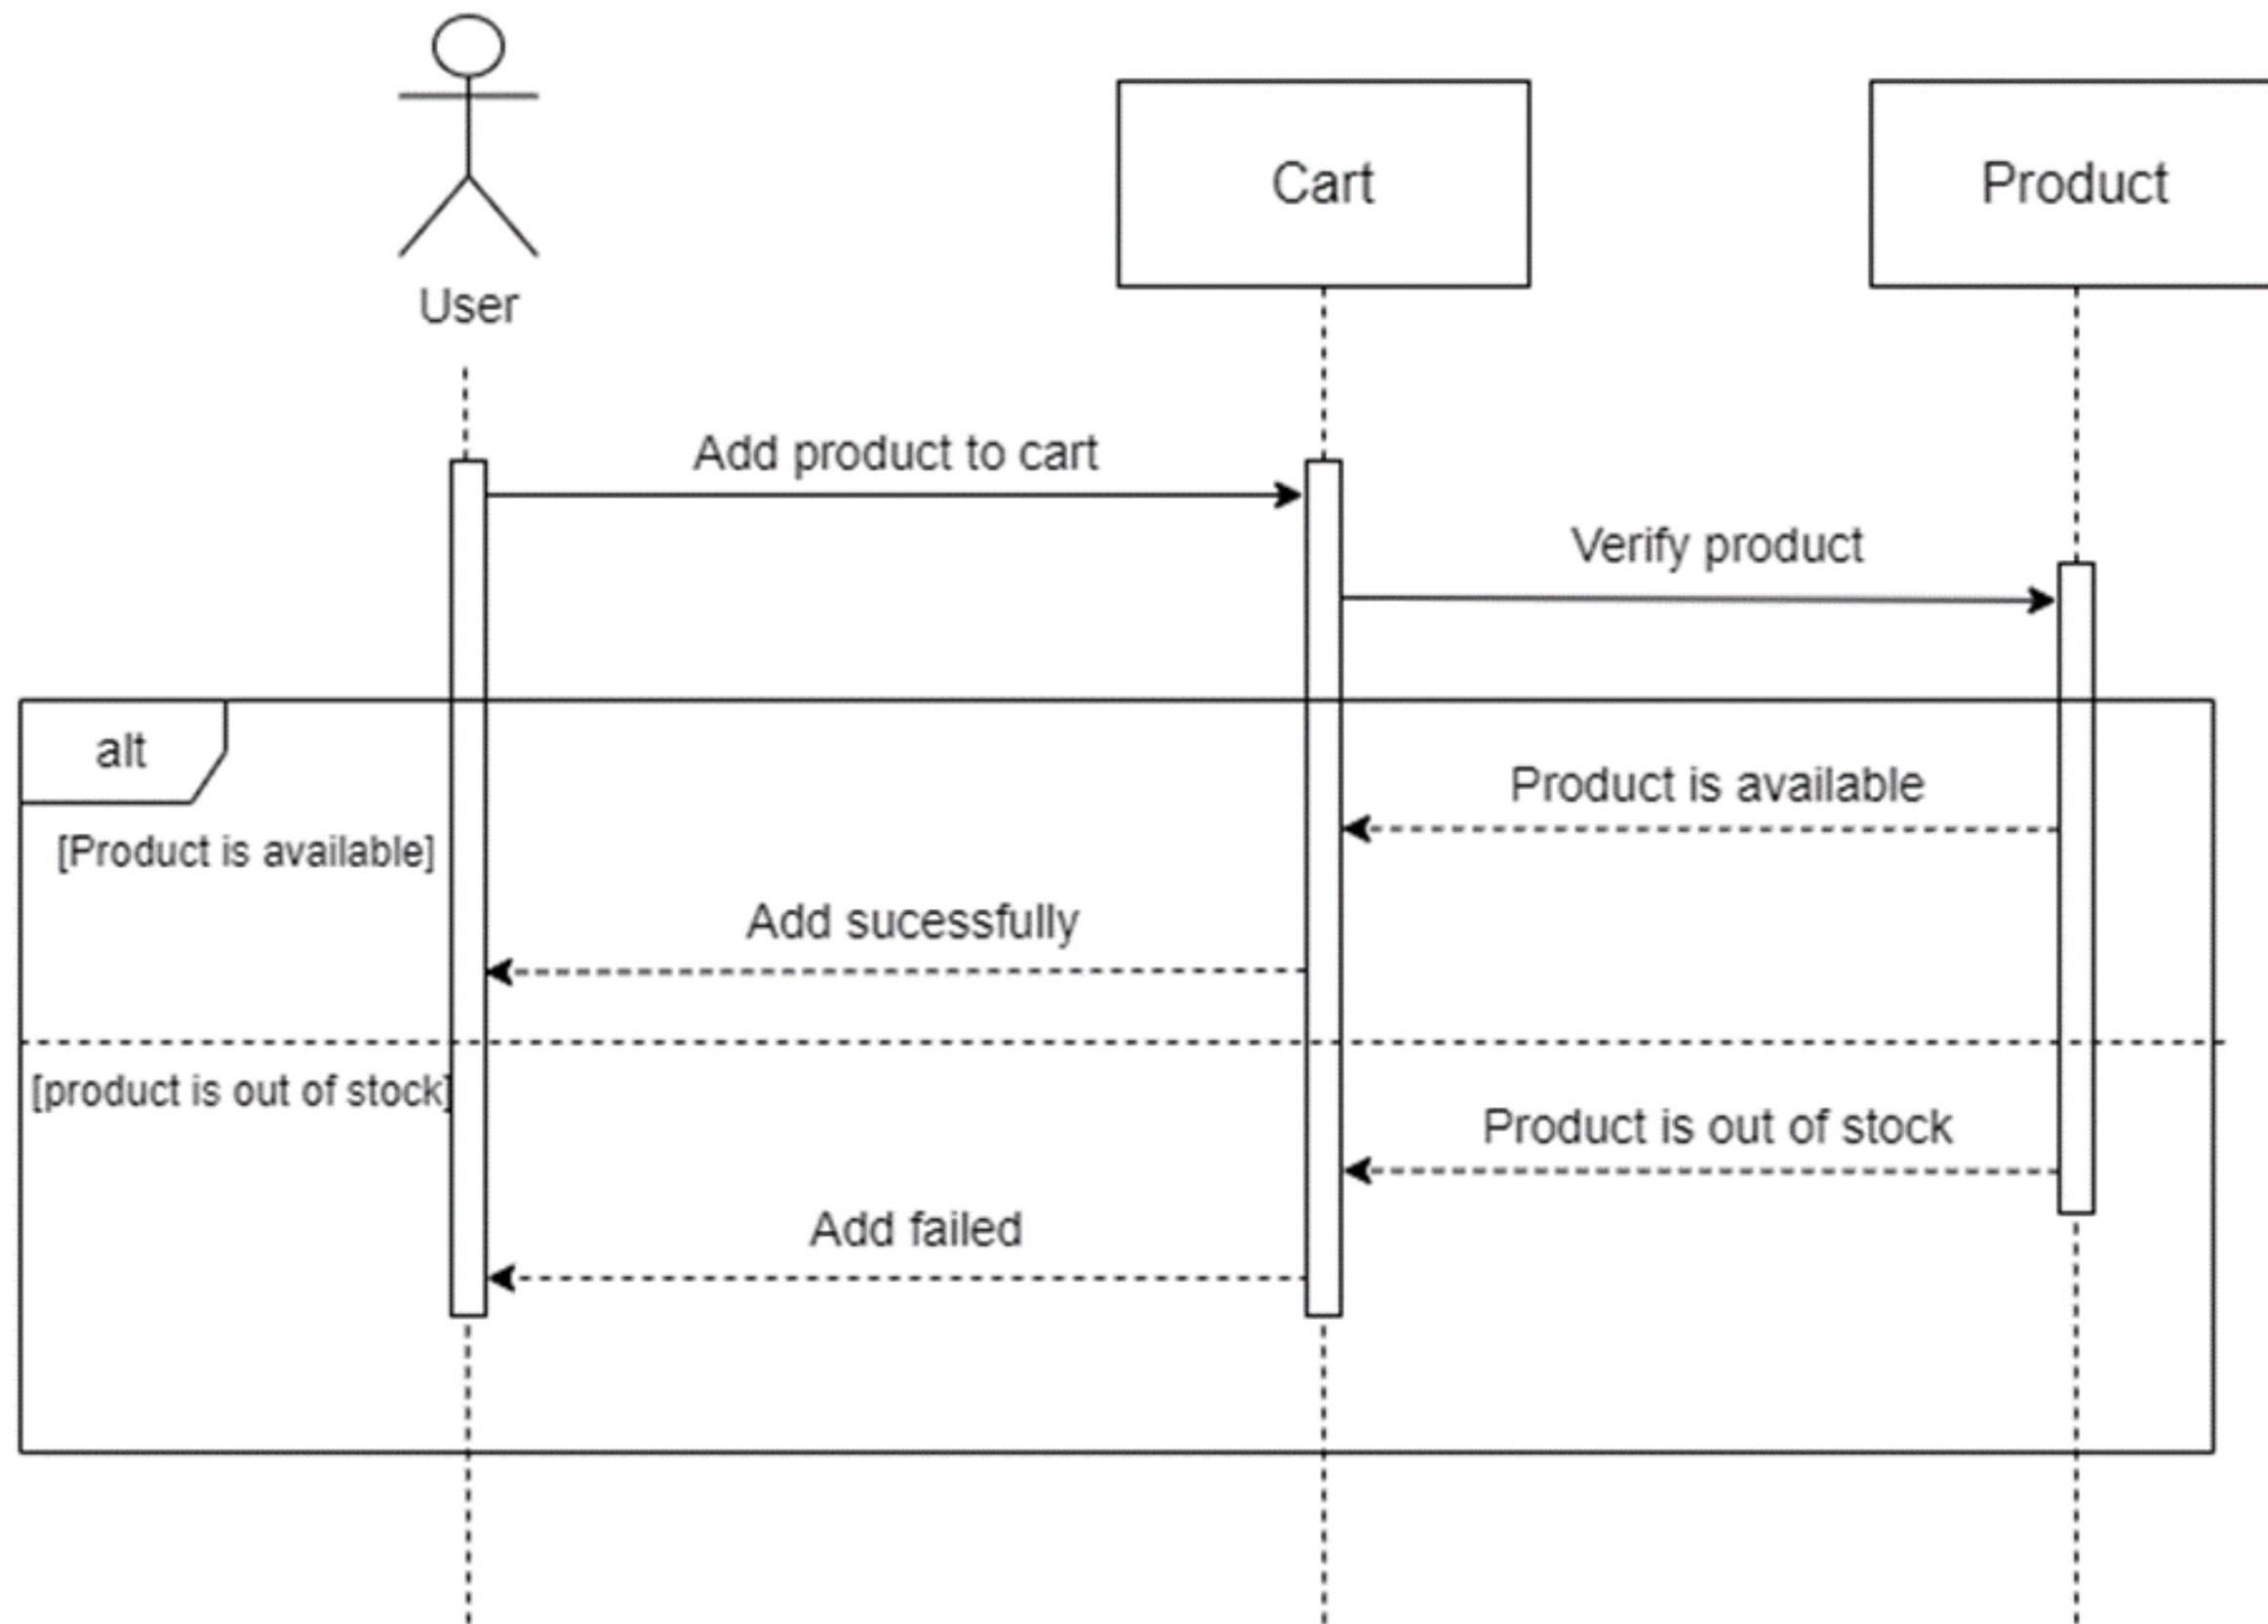 Cart
Product
User
Add product to cart
Verify product
alt
Product is available
[Product is available]
Add sucessfully
[product is out of stock]
Product is out of stock
Add failed